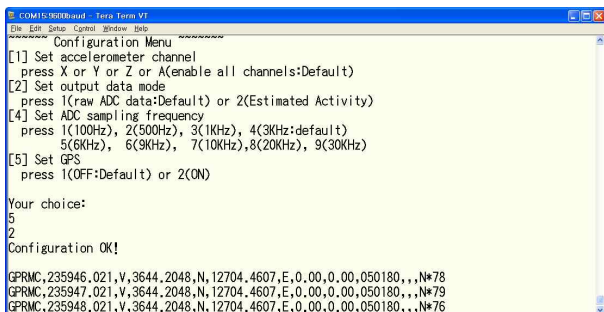 COM15:9600baud - Tera Term VT
File Edit Setup Control Window Help
~~~~~~ Configuration Menu ~~~~~~~
[1] Set accelerometer channel
press X or Y or Z or A(enable all channels:Default)
[2] Set output data mode
press 1(raw ADC data:Default) or 2(Estimated Activity)
[4] Set ADC sampling frequency
press 1(100Hz), 2(500Hz), 3(1KHz), 4(3KHz:default)
5(6KHz), 6(9KHz), 7(10KHz),8(20KHz), 9(30KHz)
[5] Set GPS
press 1(OFF:Default) or 2(ON)
Your choice:
5
2
Configuration OK!
GPRMC,235946.021,V,3644.2048,N,12704.4607,E,0.00,0.00,050180,,,N*78
GPRMC,235947.021,V,3644.2048,N,12704.4607,E,0.00,0.00,050180,,,N*79
GPRMC,235948.021,V,3644.2048,N,12704.4607,E,0.00,0.00,050180,,,N*76